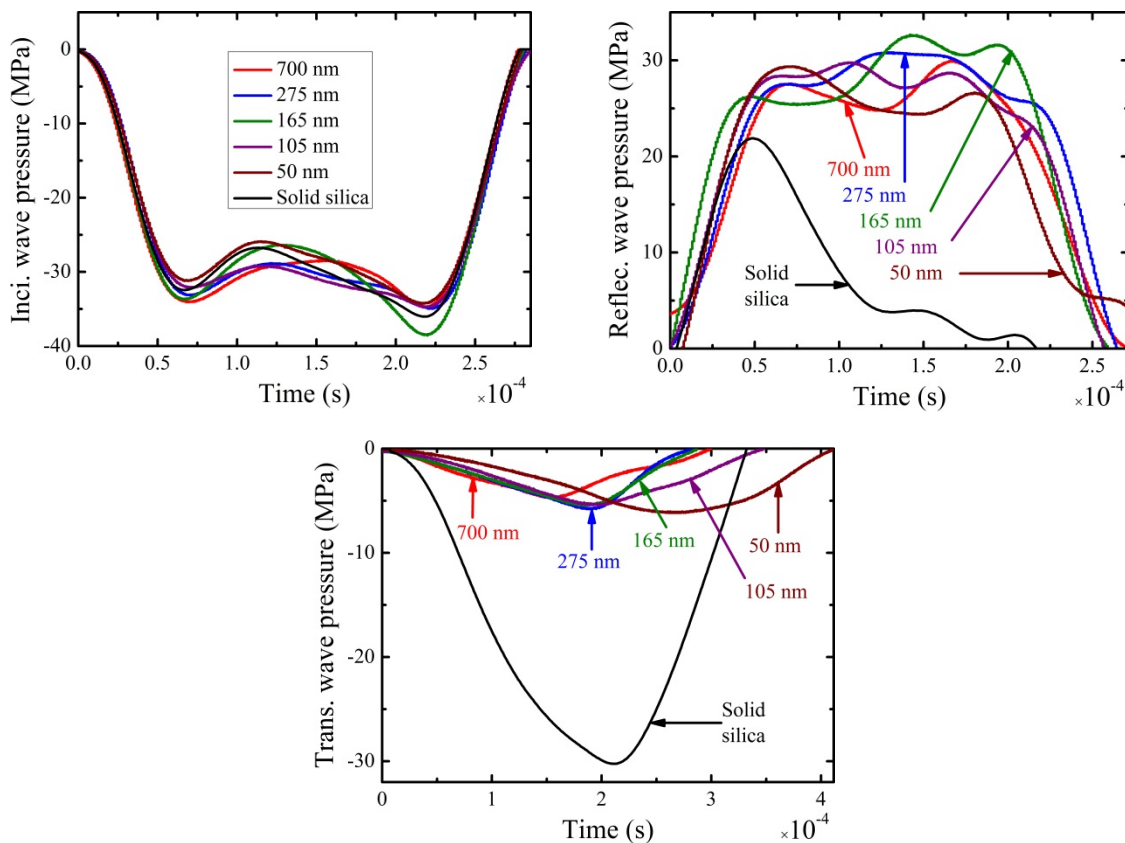 Inci. wave pressure (MPa)
0
-10
-20
-30
-40
0.0
0.5
1.0
1.5
2.0
2.5
Time (s)
×10⁻⁴
700 nm
275 nm
165 nm
105 nm
50 nm
Solid silica
Reflec. wave pressure (MPa)
30
20
10
0
0.0
0.5
1.0
1.5
2.0
2.5
Time (s)
×10⁻⁴
700 nm
275 nm
165 nm
105 nm
50 nm
Solid
silica
Trans. wave pressure (MPa)
0
-10
-20
-30
0
1
2
3
4
Time (s)
×10⁻⁴
700 nm
275 nm
165 nm
105 nm
50 nm
Solid
silica